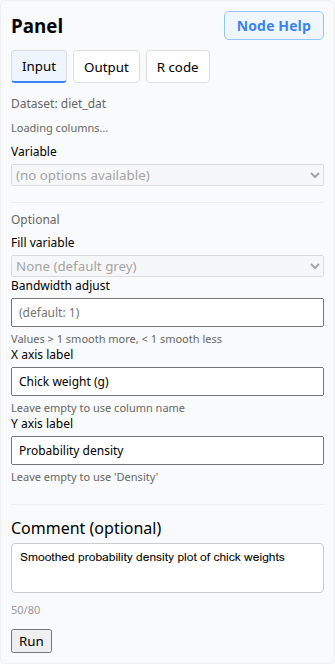 Panel
Node Help
Input
Output
R code
Dataset: diet_dat
Loading columns...
Variable
(no options available)
Optional
Fill variable
None (default grey)
Bandwidth adjust
(default: 1)
Values > 1 smooth more, < 1 smooth less
X axis label
Chick weight (g)
Leave empty to use column name
Y axis label
Probability density
Leave empty to use 'Density'
Comment (optional)
Smoothed probability density plot of chick weights
50/80
Run